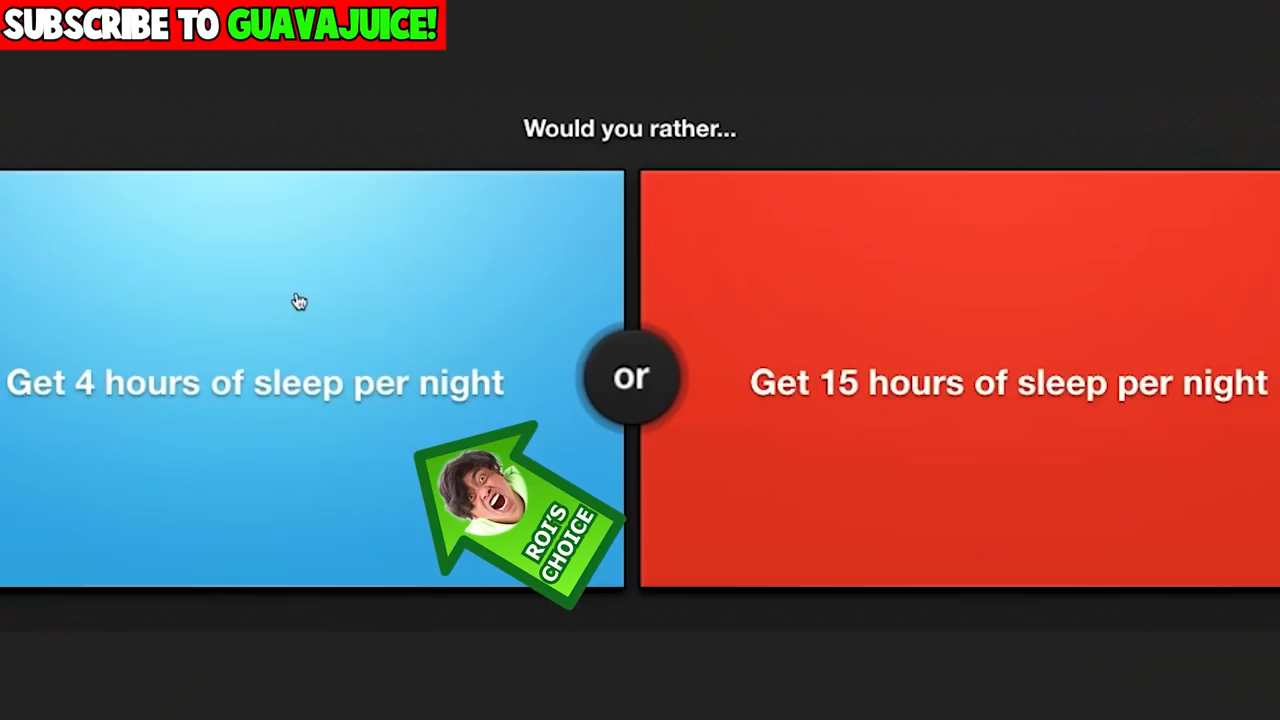 SUBSCRIBE TO GUAVAJUICE!
Would you rather...
Get 4 hours of sleep per night
or
Get 15 hours of sleep per night
ROI'S
CHOICE